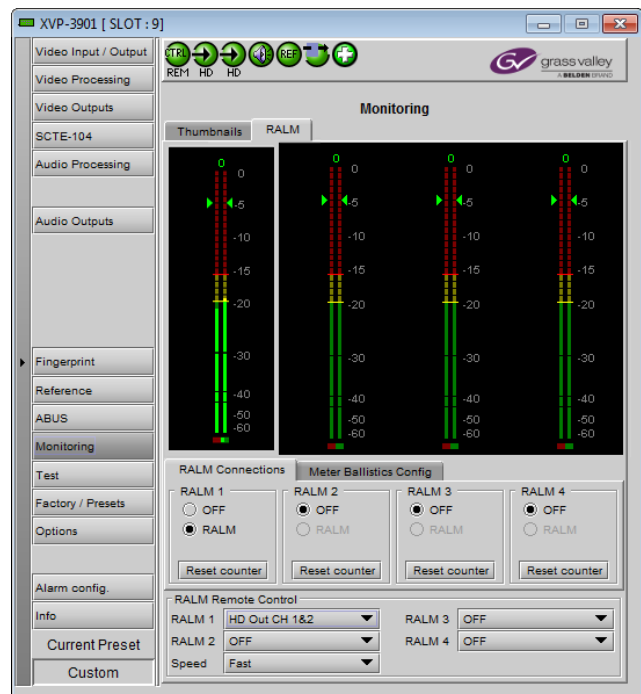 XVP-3901 [ SLOT : 9]
Video Input / Output
Video Processing
Video Outputs
SCTE-104
Audio Processing
Audio Outputs
Fingerprint
Reference
ABUS
Monitoring
Test
Factory / Presets
Options
Alarm config.
Info
Current Preset
Custom
CTRL REF
REM HD HD
GV grass valley
A BELDEN BRAND
Monitoring
Thumbnails RALM
0 0 0 0
0 0 0 0
-5 -5 -5 -5
-10 -10 -10 -10
-15 -15 -15 -15
-20 -20 -20 -20
-30 -30 -30 -30
-40 -40 -40 -40
-50 -50 -50 -50
-60 -60 -60 -60
RALM Connections Meter Ballistics Config
RALM 1 RALM 2 RALM 3 RALM 4
OFF OFF OFF OFF
RALM RALM RALM RALM
Reset counter Reset counter Reset counter Reset counter
RALM Remote Control
RALM 1 HD Out CH 1&2 RALM 3 OFF
RALM 2 OFF RALM 4 OFF
Speed Fast